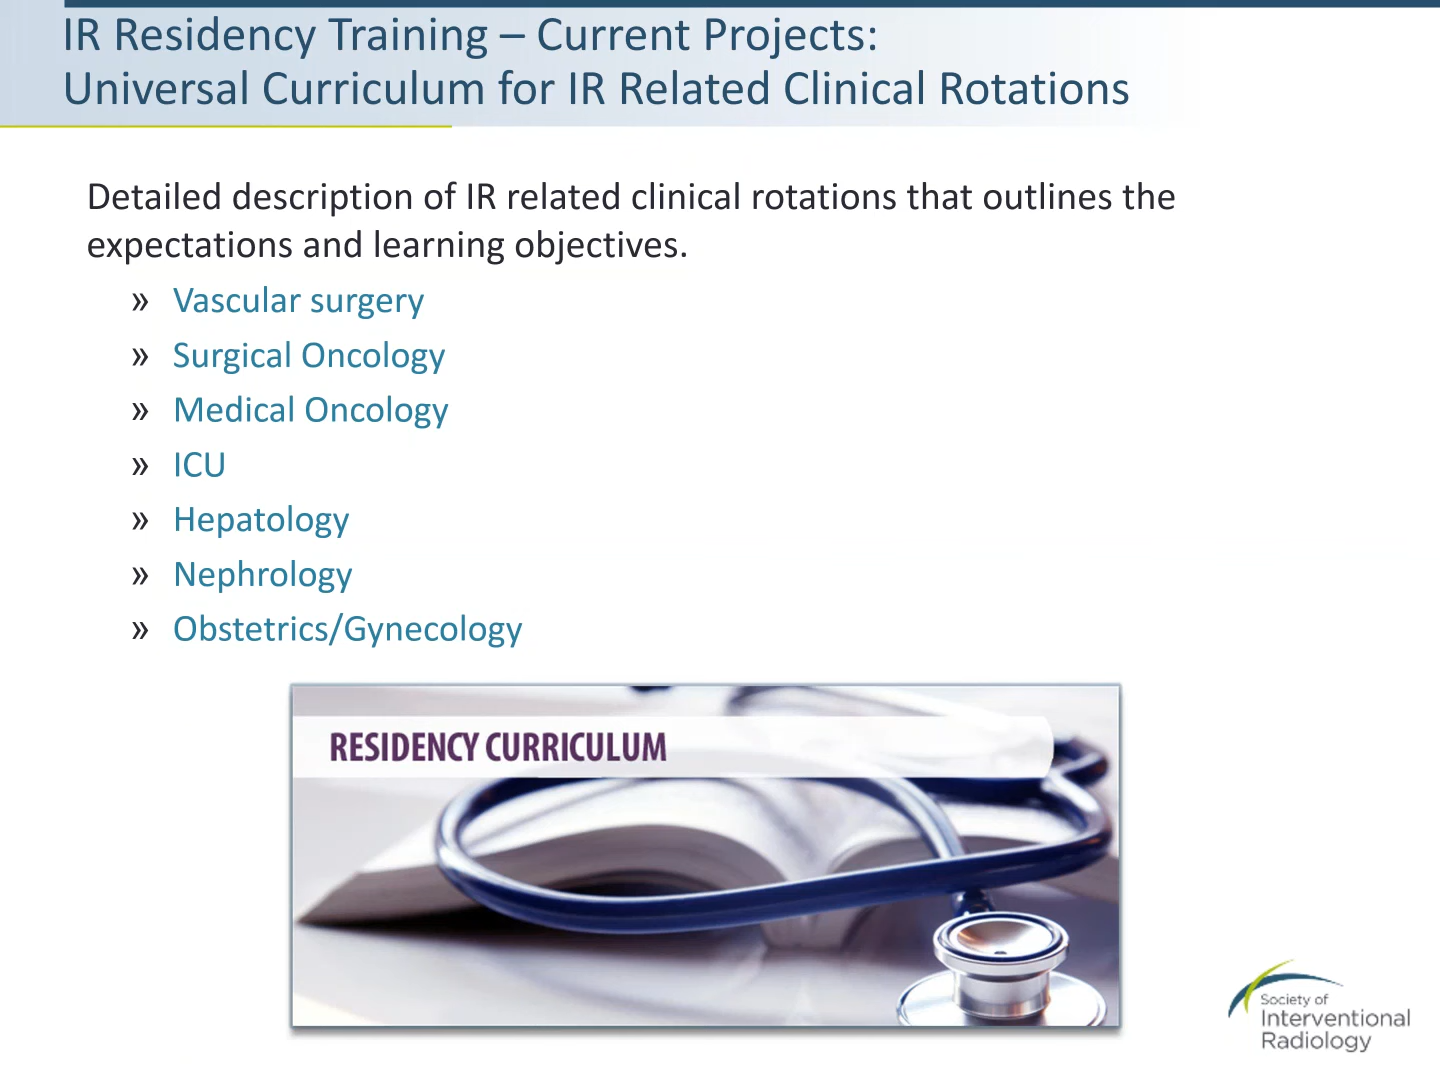 IR Residency Training – Current Projects:
Universal Curriculum for IR Related Clinical Rotations
Detailed description of IR related clinical rotations that outlines the
expectations and learning objectives.
» Vascular surgery
» Surgical Oncology
» Medical Oncology
» ICU
» Hepatology
» Nephrology
» Obstetrics/Gynecology
RESIDENCY CURRICULUM
Society of
Interventional
Radiology